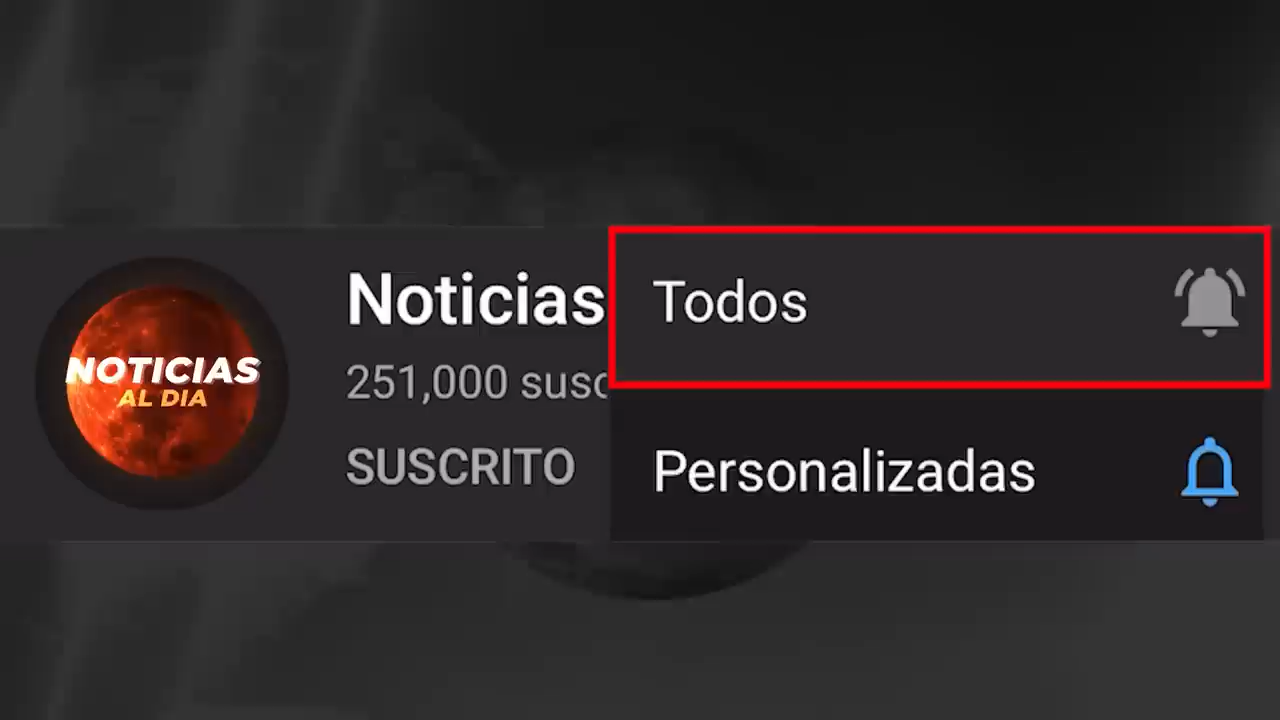 NOTICIAS
AL DIA
Noticias
251,000 susc
SUSCRITO
Todos
Personalizadas